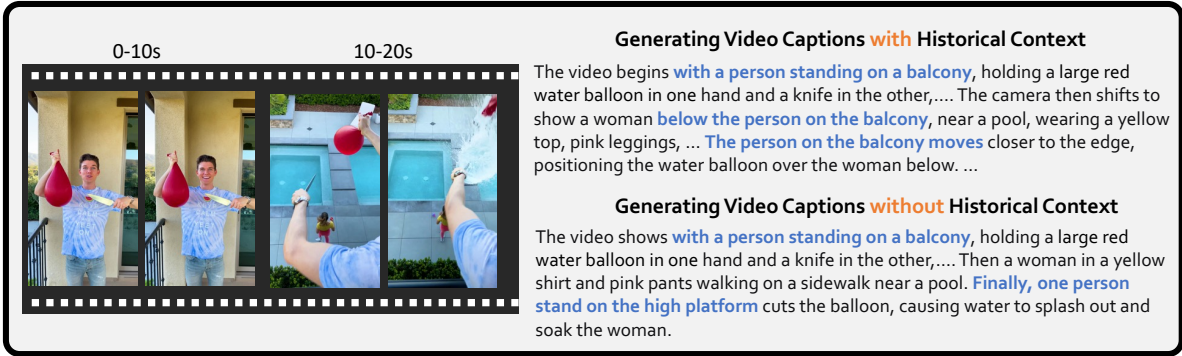 0-10s
10-20s
Generating Video Captions with Historical Context
The video begins with a person standing on a balcony, holding a large red
water balloon in one hand and a knife in the other,.... The camera then shifts to
show a woman below the person on the balcony, near a pool, wearing a yellow
top, pink leggings, ... The person on the balcony moves closer to the edge,
positioning the water balloon over the woman below. ...
Generating Video Captions without Historical Context
The video shows with a person standing on a balcony, holding a large red
water balloon in one hand and a knife in the other,.... Then a woman in a yellow
shirt and pink pants walking on a sidewalk near a pool. Finally, one person
stand on the high platform cuts the balloon, causing water to splash out and
soak the woman.